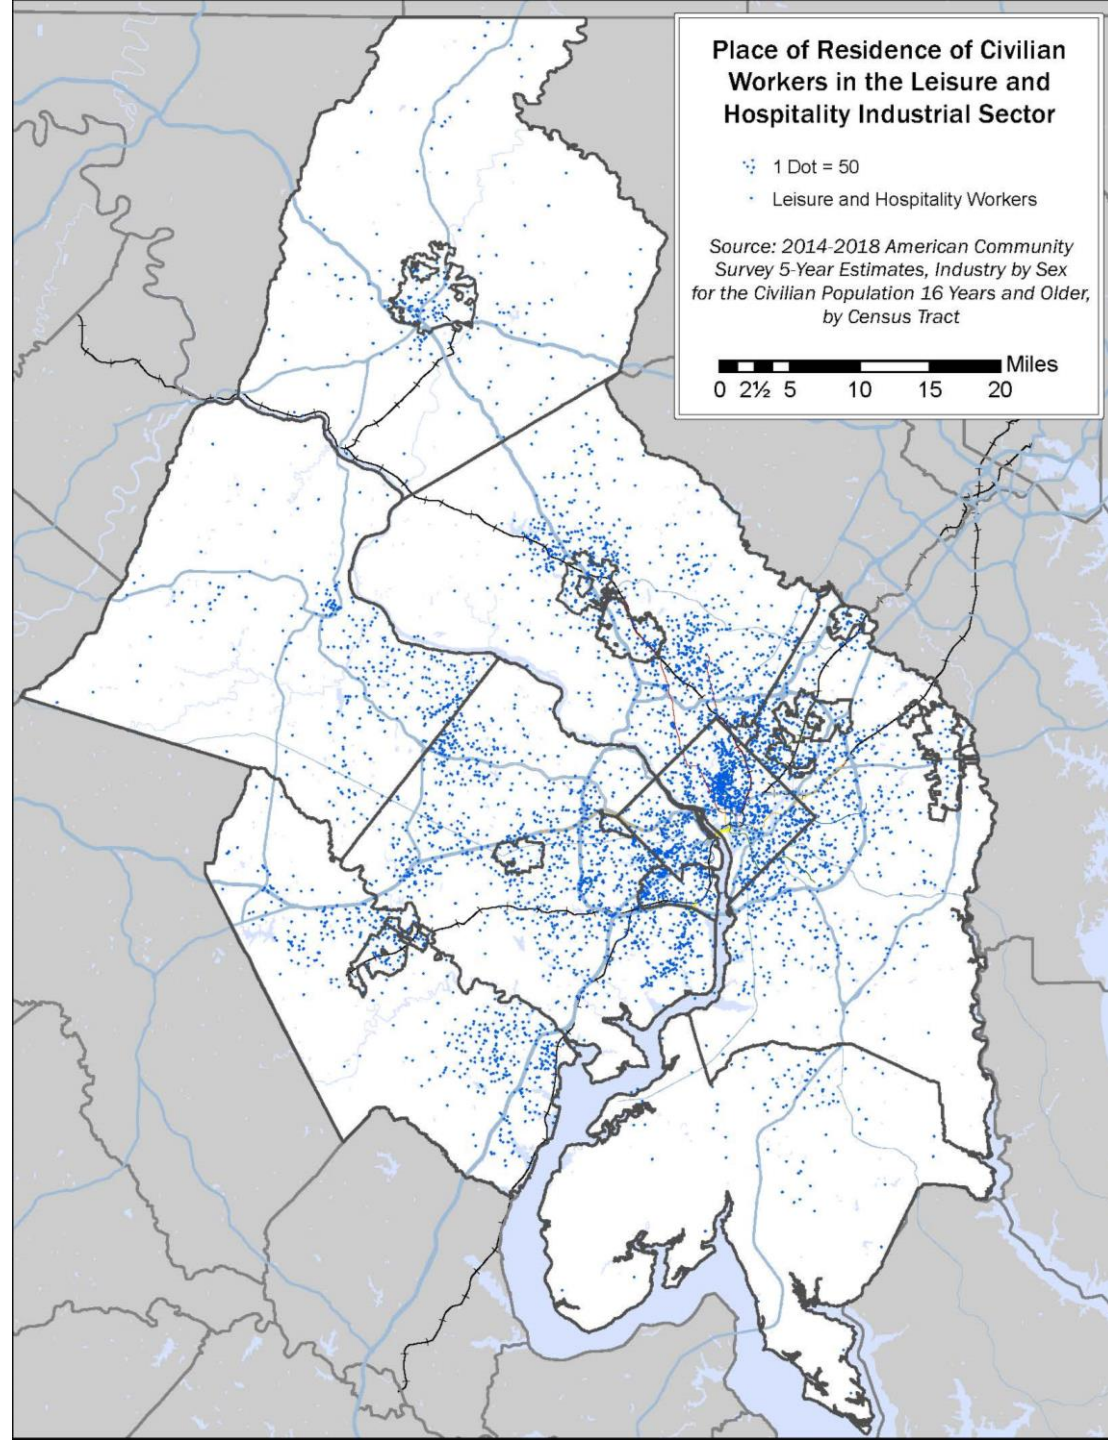 Place of Residence of Civilian
Workers in the Leisure and
Hospitality Industrial Sector
1 Dot = 50
Leisure and Hospitality Workers
Source: 2014-2018 American Community
Survey 5-Year Estimates, Industry by Sex
for the Civilian Population 16 Years and Older,
by Census Tract
Miles
0 2½ 5 10 15 20